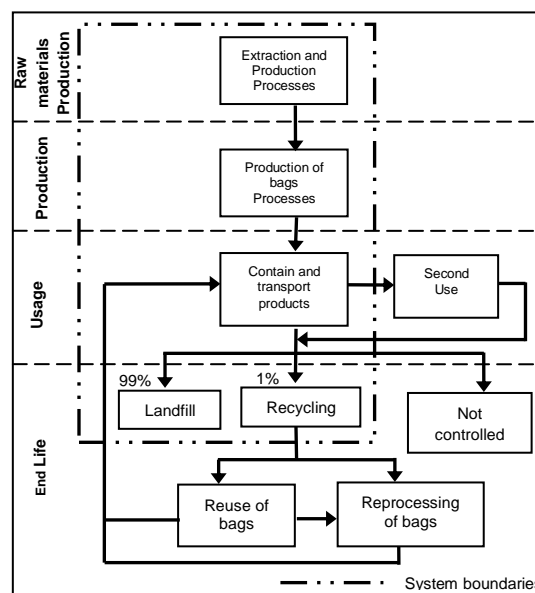 Raw
materials
Production
Extraction and
Production
Processes
Production
Production of
bags
Processes
Usage
Contain and
transport
products
Second
Use
End Life
99%
Landfill
1%
Recycling
Not
controlled
Reuse of
bags
Reprocessing
of bags
System boundaries